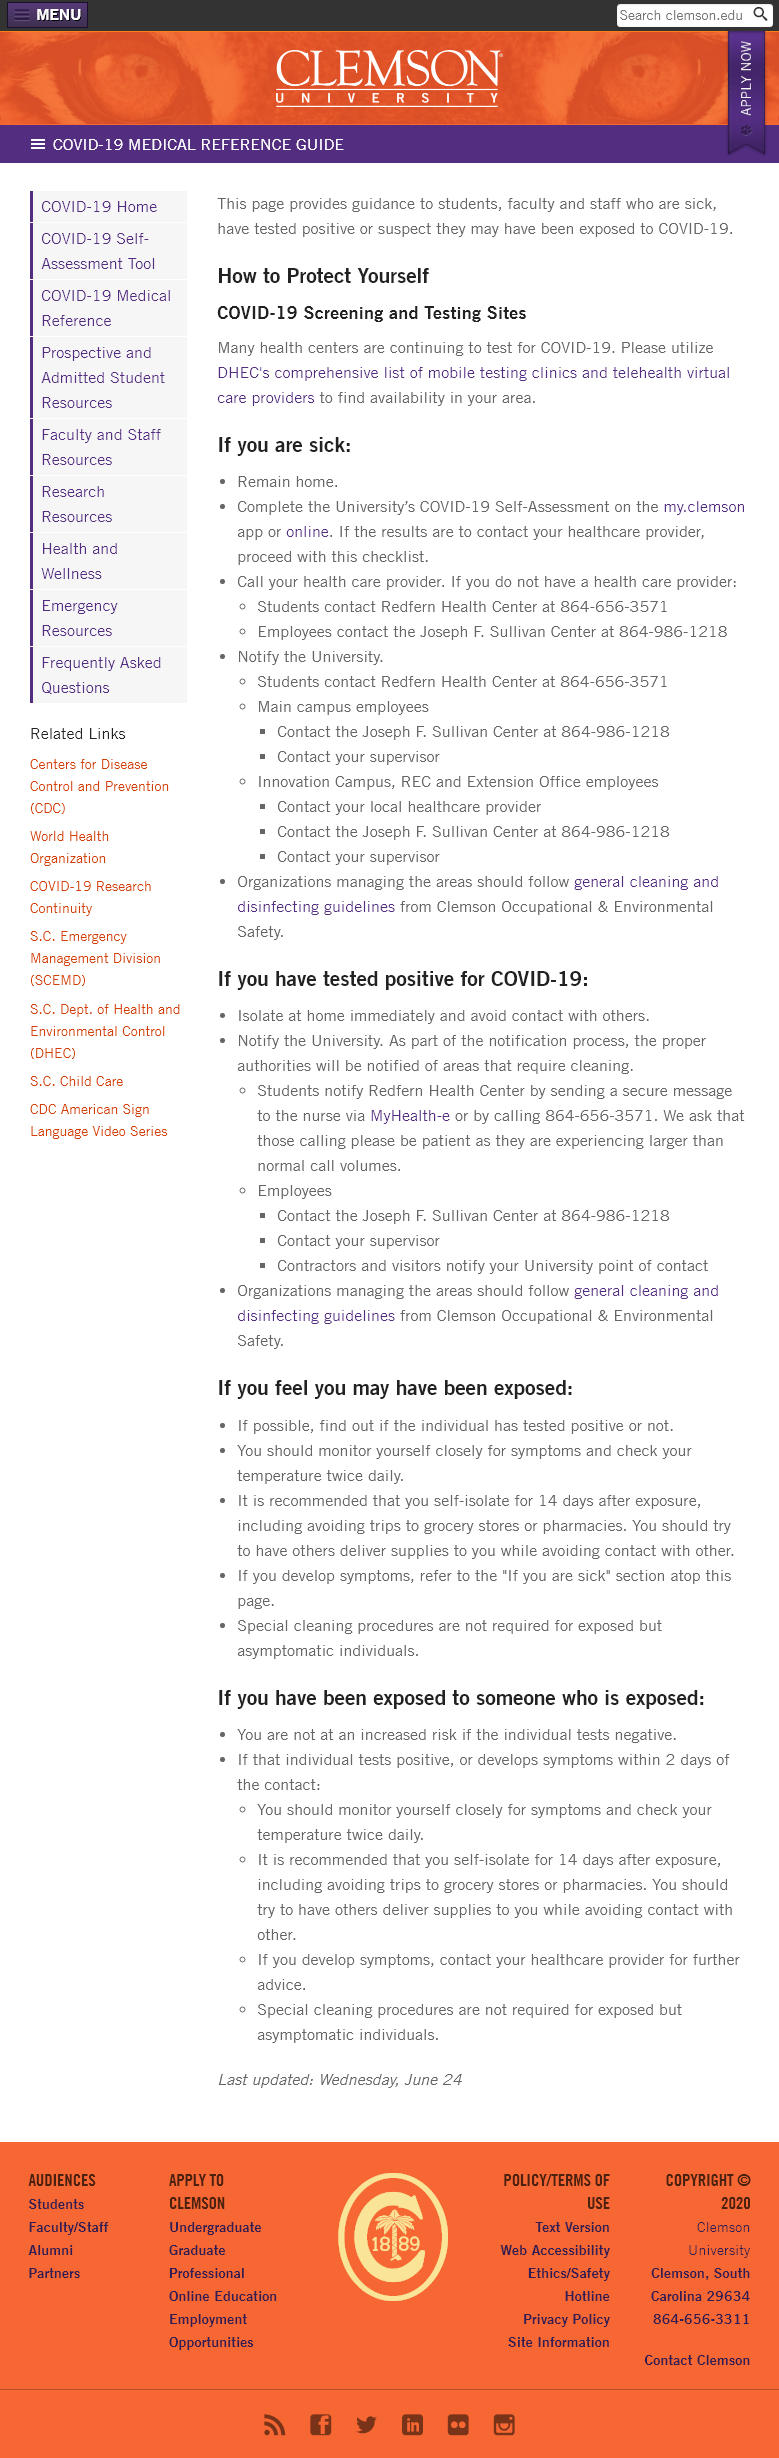 MENU
Search clemson.edu
CLEMSON
UNIVERSITY
APPLY NOW
COVID-19 MEDICAL REFERENCE GUIDE
COVID-19 Home
COVID-19 Self-
Assessment Tool
COVID-19 Medical
Reference
Prospective and
Admitted Student
Resources
Faculty and Staff
Resources
Research
Resources
Health and
Wellness
Emergency
Resources
Frequently Asked
Questions
Related Links
Centers for Disease
Control and Prevention
(CDC)
World Health
Organization
COVID-19 Research
Continuity
S.C. Emergency
Management Division
(SCEMD)
S.C. Dept. of Health and
Environmental Control
(DHEC)
S.C. Child Care
CDC American Sign
Language Video Series
This page provides guidance to students, faculty and staff who are sick,
have tested positive or suspect they may have been exposed to COVID-19.
How to Protect Yourself
COVID-19 Screening and Testing Sites
Many health centers are continuing to test for COVID-19. Please utilize
DHEC's comprehensive list of mobile testing clinics and telehealth virtual
care providers to find availability in your area.
If you are sick:
• Remain home.
• Complete the University’s COVID-19 Self-Assessment on the my.clemson
app or online. If the results are to contact your healthcare provider,
proceed with this checklist.
• Call your health care provider. If you do not have a health care provider:
◦ Students contact Redfern Health Center at 864-656-3571
◦ Employees contact the Joseph F. Sullivan Center at 864-986-1218
• Notify the University.
◦ Students contact Redfern Health Center at 864-656-3571
◦ Main campus employees
▪ Contact the Joseph F. Sullivan Center at 864-986-1218
▪ Contact your supervisor
◦ Innovation Campus, REC and Extension Office employees
▪ Contact your local healthcare provider
▪ Contact the Joseph F. Sullivan Center at 864-986-1218
▪ Contact your supervisor
• Organizations managing the areas should follow general cleaning and
disinfecting guidelines from Clemson Occupational & Environmental
Safety.
If you have tested positive for COVID-19:
• Isolate at home immediately and avoid contact with others.
• Notify the University. As part of the notification process, the proper
authorities will be notified of areas that require cleaning.
◦ Students notify Redfern Health Center by sending a secure message
to the nurse via MyHealth-e or by calling 864-656-3571. We ask that
those calling please be patient as they are experiencing larger than
normal call volumes.
◦ Employees
▪ Contact the Joseph F. Sullivan Center at 864-986-1218
▪ Contact your supervisor
▪ Contractors and visitors notify your University point of contact
• Organizations managing the areas should follow general cleaning and
disinfecting guidelines from Clemson Occupational & Environmental
Safety.
If you feel you may have been exposed:
• If possible, find out if the individual has tested positive or not.
• You should monitor yourself closely for symptoms and check your
temperature twice daily.
• It is recommended that you self-isolate for 14 days after exposure,
including avoiding trips to grocery stores or pharmacies. You should try
to have others deliver supplies to you while avoiding contact with other.
• If you develop symptoms, refer to the "If you are sick" section atop this
page.
• Special cleaning procedures are not required for exposed but
asymptomatic individuals.
If you have been exposed to someone who is exposed:
• You are not at an increased risk if the individual tests negative.
• If that individual tests positive, or develops symptoms within 2 days of
the contact:
◦ You should monitor yourself closely for symptoms and check your
temperature twice daily.
◦ It is recommended that you self-isolate for 14 days after exposure,
including avoiding trips to grocery stores or pharmacies. You should
try to have others deliver supplies to you while avoiding contact with
other.
◦ If you develop symptoms, contact your healthcare provider for further
advice.
◦ Special cleaning procedures are not required for exposed but
asymptomatic individuals.
Last updated: Wednesday, June 24
AUDIENCES
Students
Faculty/Staff
Alumni
Partners
APPLY TO
CLEMSON
Undergraduate
Graduate
Professional
Online Education
Employment
Opportunities
C
1889
POLICY/TERMS OF
USE
Text Version
Web Accessibility
Ethics/Safety
Hotline
Privacy Policy
Site Information
COPYRIGHT ©
2020
Clemson
University
Clemson, South
Carolina 29634
864-656-3311
Contact Clemson